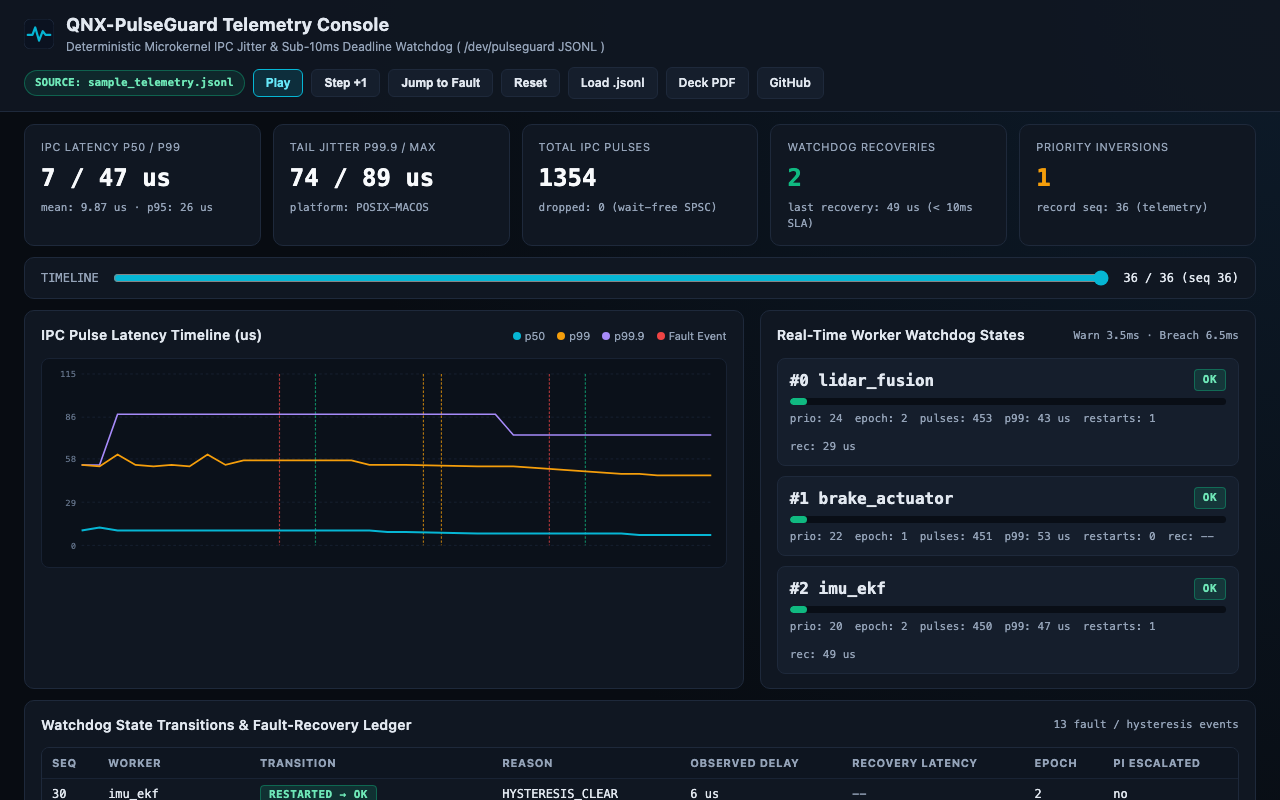 QNX-PulseGuard Telemetry Console
Deterministic Microkernel IPC Jitter & Sub-10ms Deadline Watchdog ( /dev/pulseguard JSONL )
SOURCE: sample_telemetry.jsonl Play Step +1 Jump to Fault Reset Load .jsonl Deck PDF GitHub
IPC LATENCY P50 / P99
7 / 47 us
mean: 9.87 us · p95: 26 us
TAIL JITTER P99.9 / MAX
74 / 89 us
platform: POSIX-MACOS
TOTAL IPC PULSES
1354
dropped: 0 (wait-free SPSC)
WATCHDOG RECOVERIES
2
last recovery: 49 us (< 10ms
SLA)
PRIORITY INVERSIONS
1
record seq: 36 (telemetry)
TIMELINE 36 / 36 (seq 36)
IPC Pulse Latency Timeline (us) p50 p99 p99.9 Fault Event
115
86
58
29
0
Real-Time Worker Watchdog States Warn 3.5ms · Breach 6.5ms
#0 lidar_fusion OK
prio: 24 epoch: 2 pulses: 453 p99: 43 us restarts: 1
rec: 29 us
#1 brake_actuator OK
prio: 22 epoch: 1 pulses: 451 p99: 53 us restarts: 0 rec: --
#2 imu_ekf OK
prio: 20 epoch: 2 pulses: 450 p99: 47 us restarts: 1
rec: 49 us
Watchdog State Transitions & Fault-Recovery Ledger 13 fault / hysteresis events
SEQ WORKER TRANSITION REASON OBSERVED DELAY RECOVERY LATENCY EPOCH PI ESCALATED
30 imu_ekf RESTARTED → OK HYSTERESIS_CLEAR 6 us -- 2 no